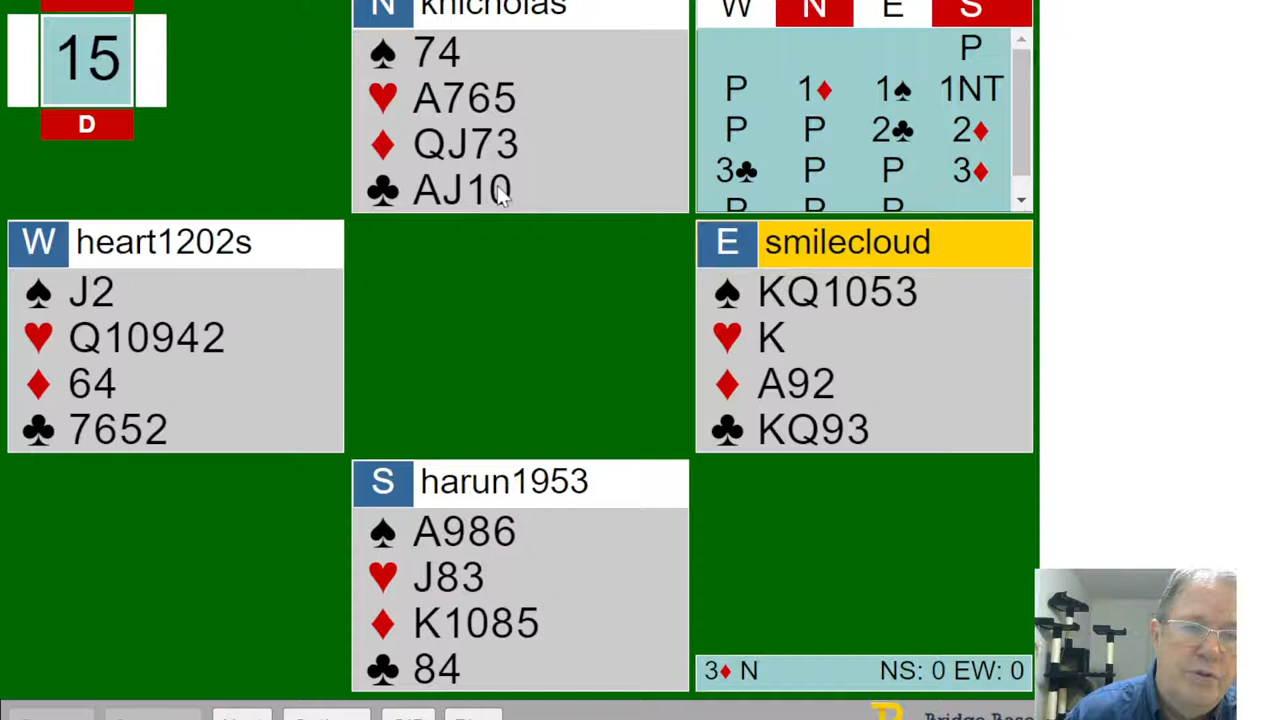 N knicholas
W N E S
15
♠ 74
♥ A765
♦ QJ73
♣ AJ10
P
P 1♦ 1♠ 1NT
P P 2♣ 2♦
3♣ P P 3♦
P P P
D
W heart1202s
♠ J2
♥ Q10942
♦ 64
♣ 7652
E smilecloud
♠ KQ1053
♥ K
♦ A92
♣ KQ93
S harun1953
♠ A986
♥ J83
♦ K1085
♣ 84
3♦ N NS: 0 EW: 0